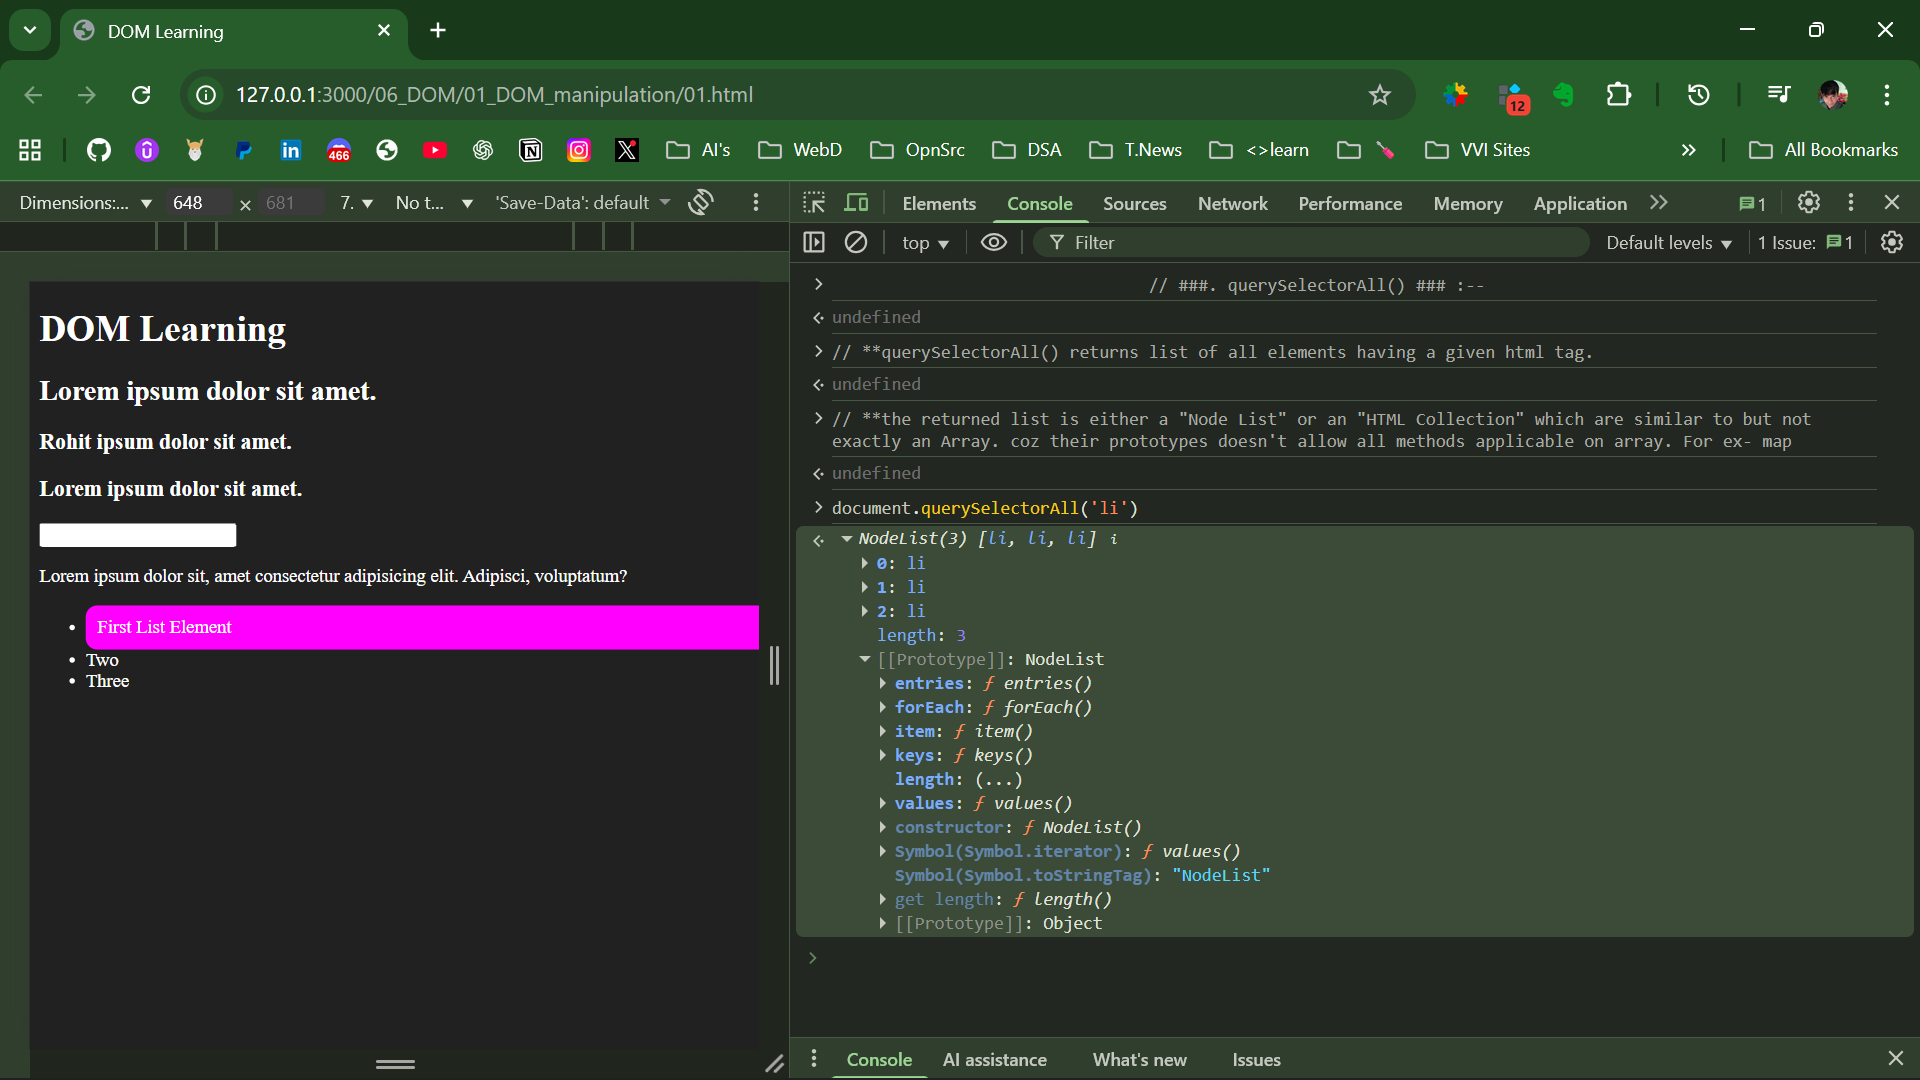 DOM Learning
127.0.0.1:3000/06_DOM/01_DOM_manipulation/01.html
12
466
AI's
WebD
OpnSrc
DSA
T.News
<>learn
VVI Sites
All Bookmarks
Dimensions:... 648 × 681 7. No t... 'Save-Data': default
Elements Console Sources Network Performance Memory Application 1
top Filter Default levels 1 Issue: 1
DOM Learning
Lorem ipsum dolor sit amet.
Rohit ipsum dolor sit amet.
Lorem ipsum dolor sit amet.
Lorem ipsum dolor sit, amet consectetur adipisicing elit. Adipisci, voluptatum?
First List Element
Two
Three
// ###. querySelectorAll() ### :--
undefined
// **querySelectorAll() returns list of all elements having a given html tag.
undefined
// **the returned list is either a "Node List" or an "HTML Collection" which are similar to but not
exactly an Array. coz their prototypes doesn't allow all methods applicable on array. For ex- map
undefined
document.querySelectorAll('li')
NodeList(3) [li, li, li] i
0: li
1: li
2: li
length: 3
[[Prototype]]: NodeList
entries: ƒ entries()
forEach: ƒ forEach()
item: ƒ item()
keys: ƒ keys()
length: (...)
values: ƒ values()
constructor: ƒ NodeList()
Symbol(Symbol.iterator): ƒ values()
Symbol(Symbol.toStringTag): "NodeList"
get length: ƒ length()
[[Prototype]]: Object
Console AI assistance What's new Issues